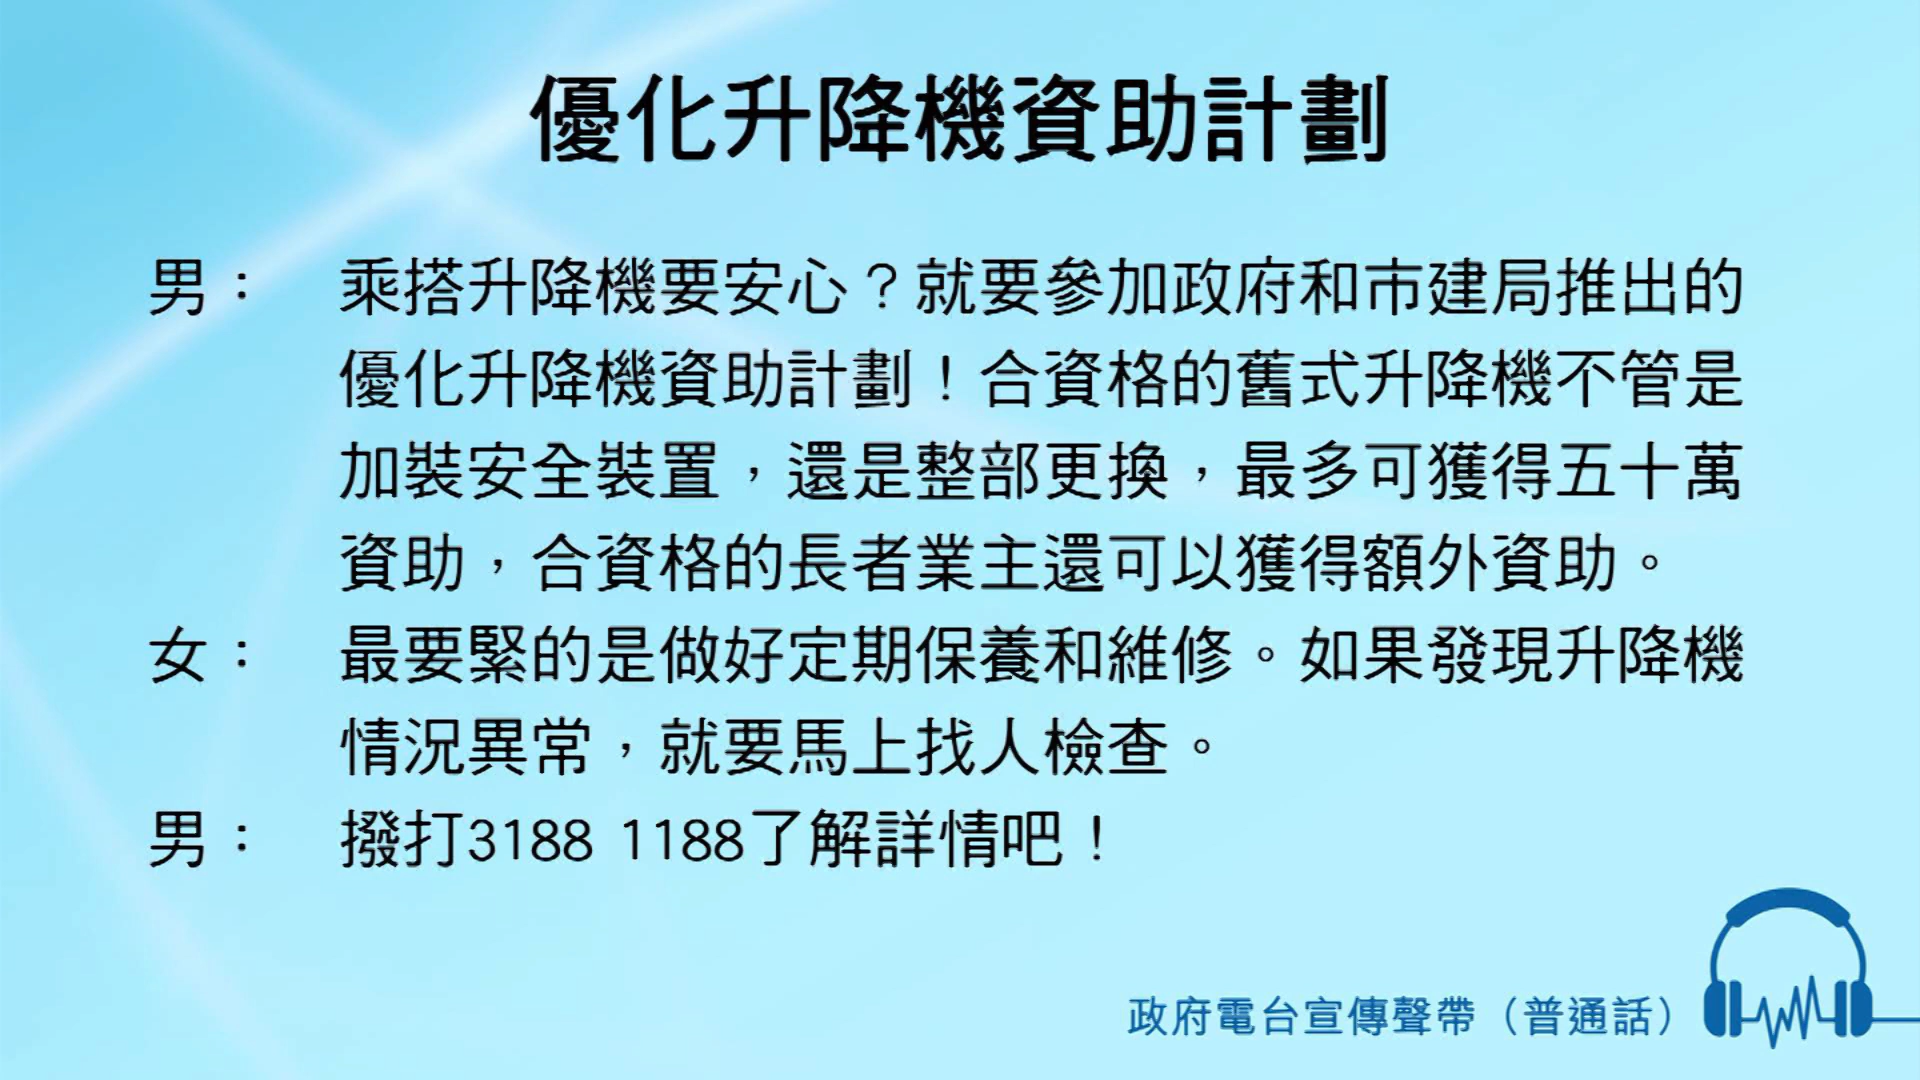 優化升降機資助計劃
男： 乘搭升降機要安心？就要參加政府和市建局推出的
優化升降機資助計劃！合資格的舊式升降機不管是
加裝安全裝置，還是整部更換，最多可獲得五十萬
資助，合資格的長者業主還可以獲得額外資助。
女： 最要緊的是做好定期保養和維修。如果發現升降機
情況異常，就要馬上找人檢查。
男： 撥打3188 1188了解詳情吧！
政府電台宣傳聲帶（普通話）